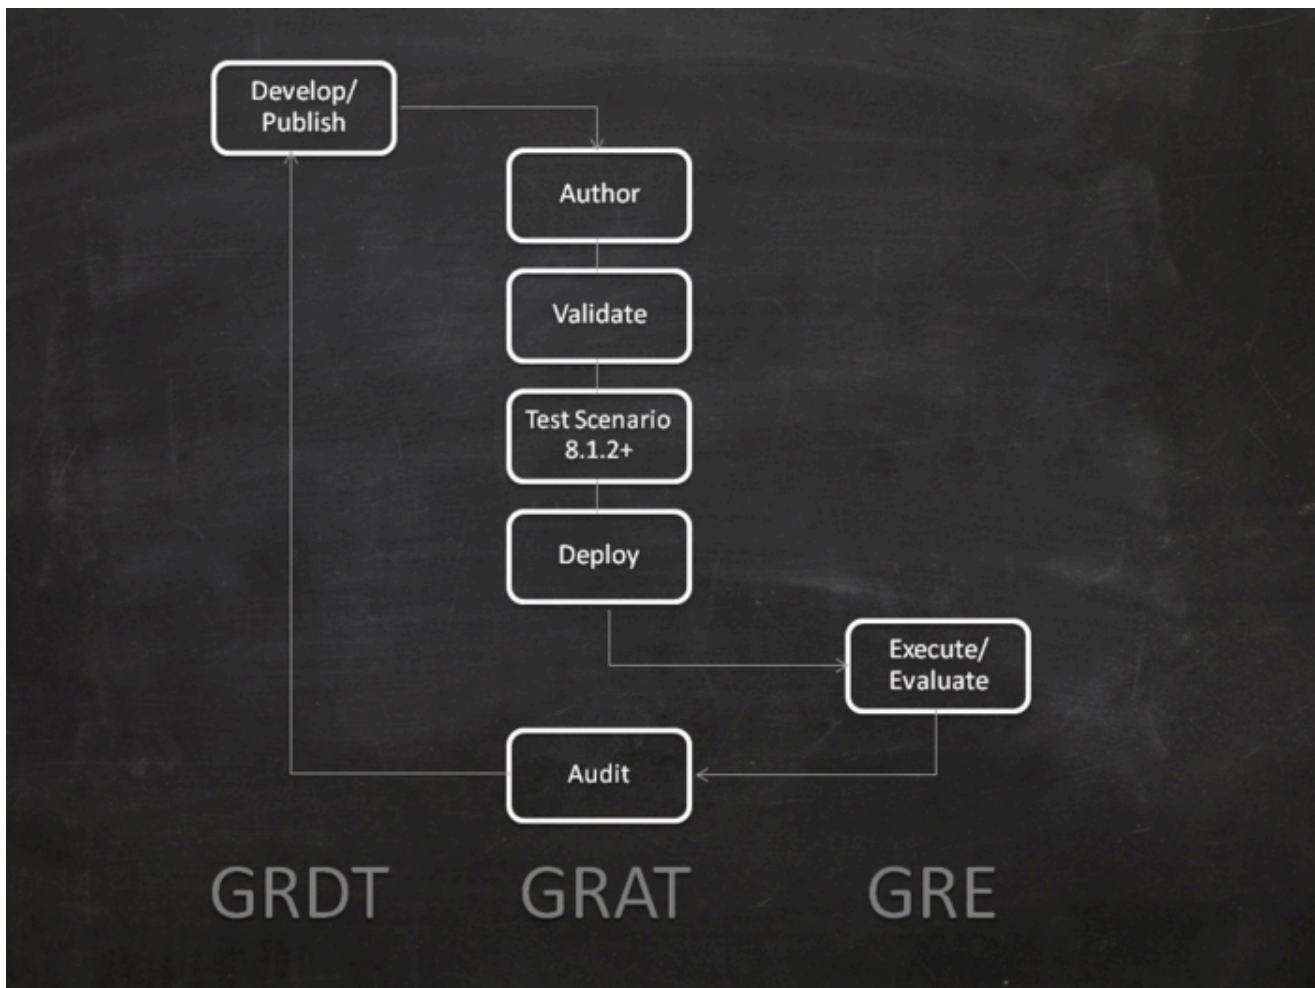 Develop/
Publish
Author
Validate
Test Scenario
8.1.2+
Deploy
Execute/
Evaluate
Audit
GRDT
GRAT
GRE